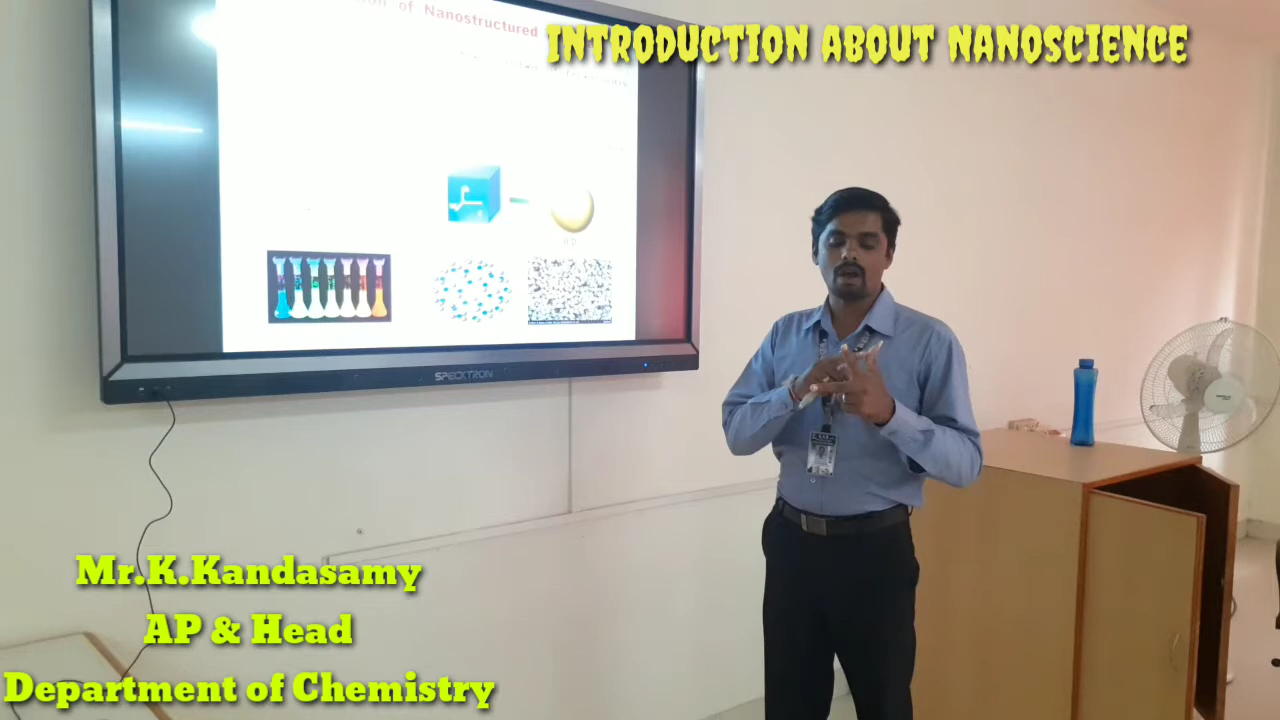 of Nanostructured
INTRODUCTION ABOUT NANOSCIENCE
SPECKTRON
Mr.K.Kandasamy
AP & Head
Department of Chemistry